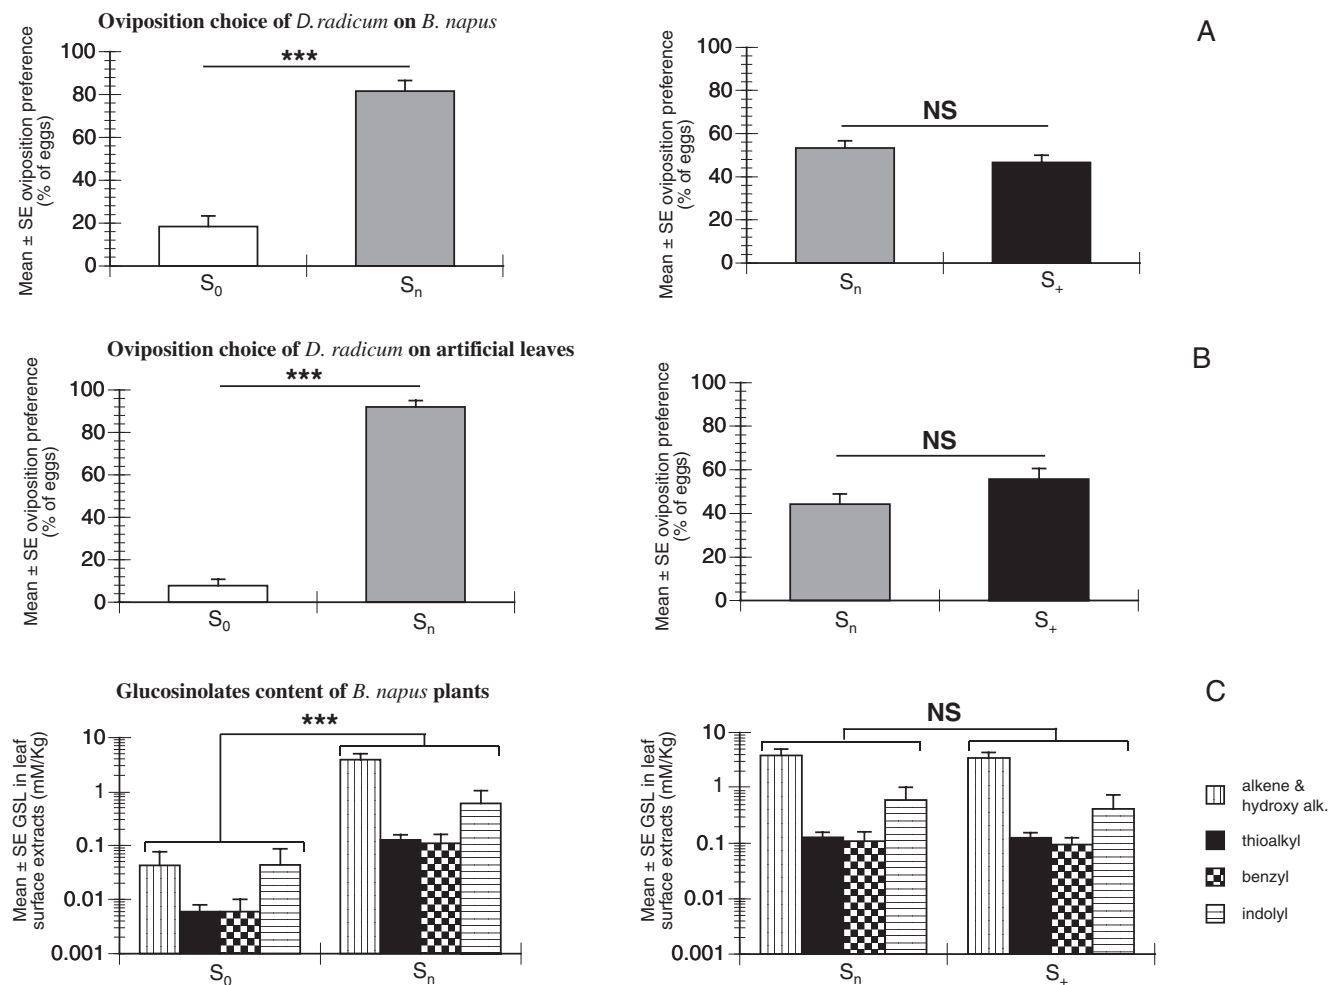 Oviposition choice of D. radicum on B. napus
A
Mean ± SE oviposition preference
(% of eggs)
100
80
60
40
20
0
***
S0
Sn
Mean ± SE oviposition preference
(% of eggs)
100
80
60
40
20
0
NS
Sn
S+
Oviposition choice of D. radicum on artificial leaves
B
Mean ± SE oviposition preference
(% of eggs)
100
80
60
40
20
0
***
S0
Sn
Mean ± SE oviposition preference
(% of eggs)
100
80
60
40
20
0
NS
Sn
S+
Glucosinolates content of B. napus plants
C
Mean ± SE GSL in leaf
surface extracts (mM/Kg)
10
1
0.1
0.01
0.001
***
S0
Sn
Mean ± SE GSL in leaf
surface extracts (mM/Kg)
10
1
0.1
0.01
0.001
NS
Sn
S+
alkene &
hydroxy alk.
thioalkyl
benzyl
indolyl